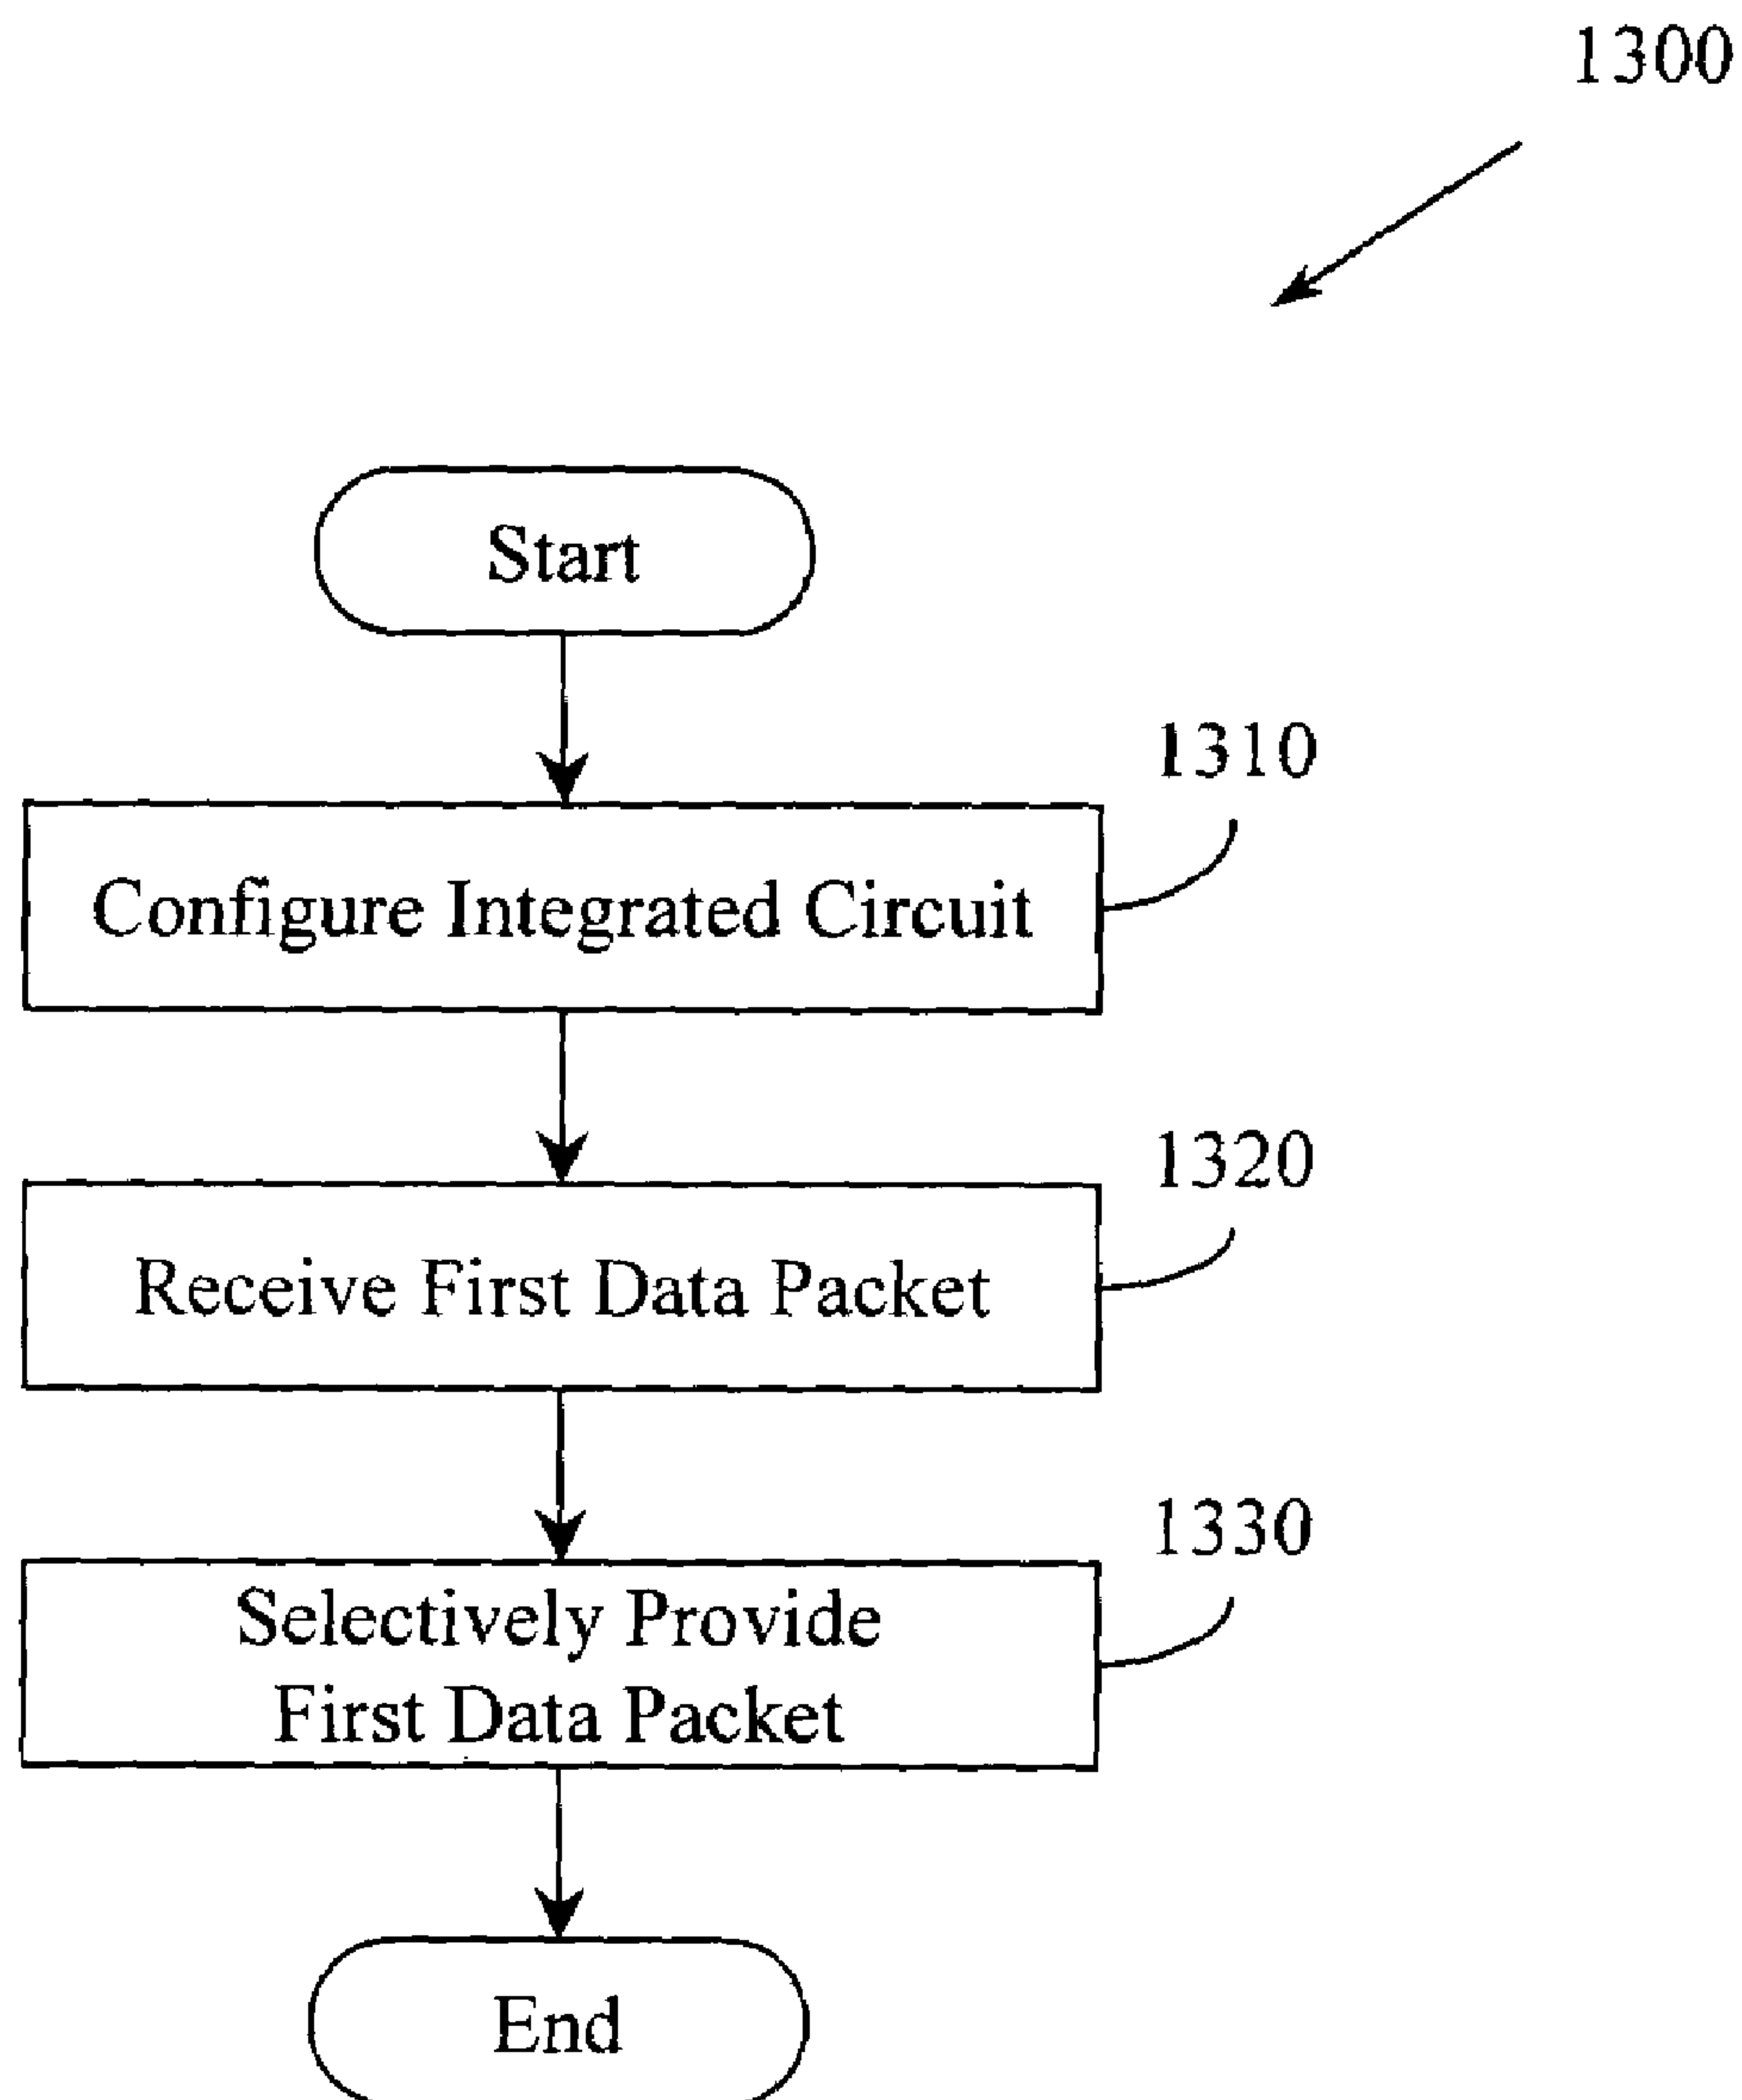 1300
Start
1310
Configure Integrated Circuit
1320
Receive First Data Packet
1330
Selectively Provide
First Data Packet
End